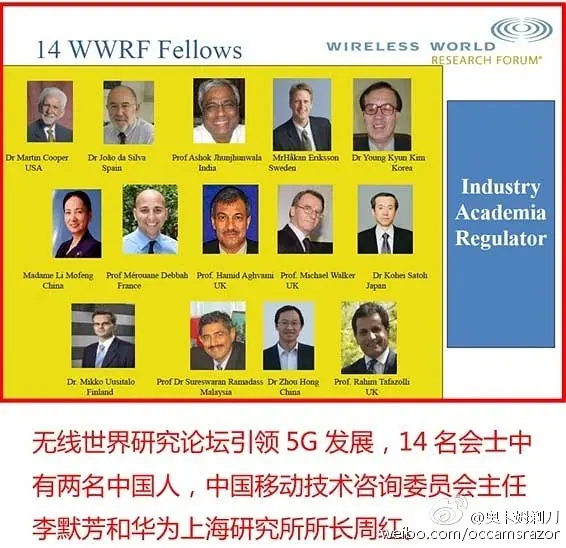 14 WWRF Fellows
WIRELESS WORLD
RESEARCH FORUM®
Dr Martin Cooper
USA
Dr Joāo da Silva
Spain
Prof Ashok Jhunjhunwala
India
MrHåkan Eriksson
Sweden
Dr Young Kyun Kim
Korea
Industry
Academia
Regulator
Madame Li Mofeng
China
Prof Mérouane Debbah
France
Prof. Hamid Aghvami
UK
Prof. Michael Walker
UK
Dr Kohei Satoh
Japan
Dr. Mikko Uusitalo
Finland
Prof Dr Sureswaran Ramadass
Malaysia
Dr Zhou Hong
China
Prof. Rahim Tafazolli
UK
无线世界研究论坛引领 5G 发展，14 名会士中
有两名中国人，中国移动技术咨询委员会主任
李默芳和华为上海研究所所长周红。
@奥卡姆剃刀
weibo.com/occamsrazor